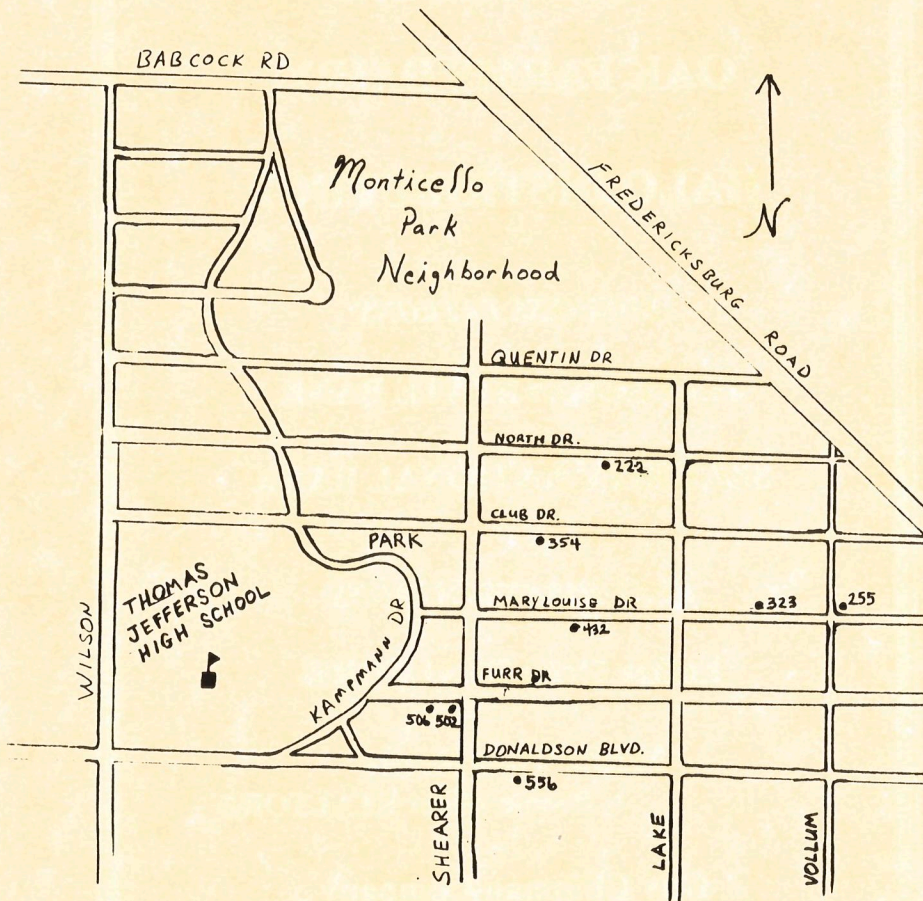 BABCOCK RD
Monticello
Park
Neighborhood
N
FREDERICKSBURG ROAD
QUENTIN DR
NORTH DR.
222
CLUB DR.
354
PARK
THOMAS
JEFFERSON
HIGH SCHOOL
WILSON
KAMPMANN DR
MARYLOUISE DR
323
255
432
FURR DR
506 502
DONALDSON BLVD.
556
SHEARER
LAKE
VOLLUM